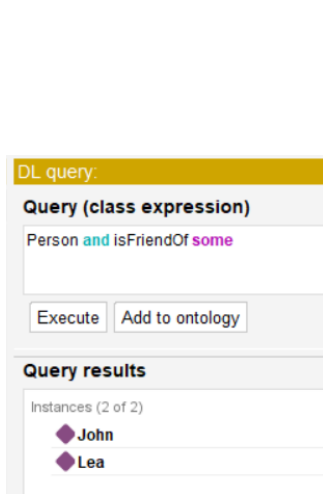 DL query:
Query (class expression)
Person and isFriendOf some
Execute Add to ontology
Query results
Instances (2 of 2)
John
Lea